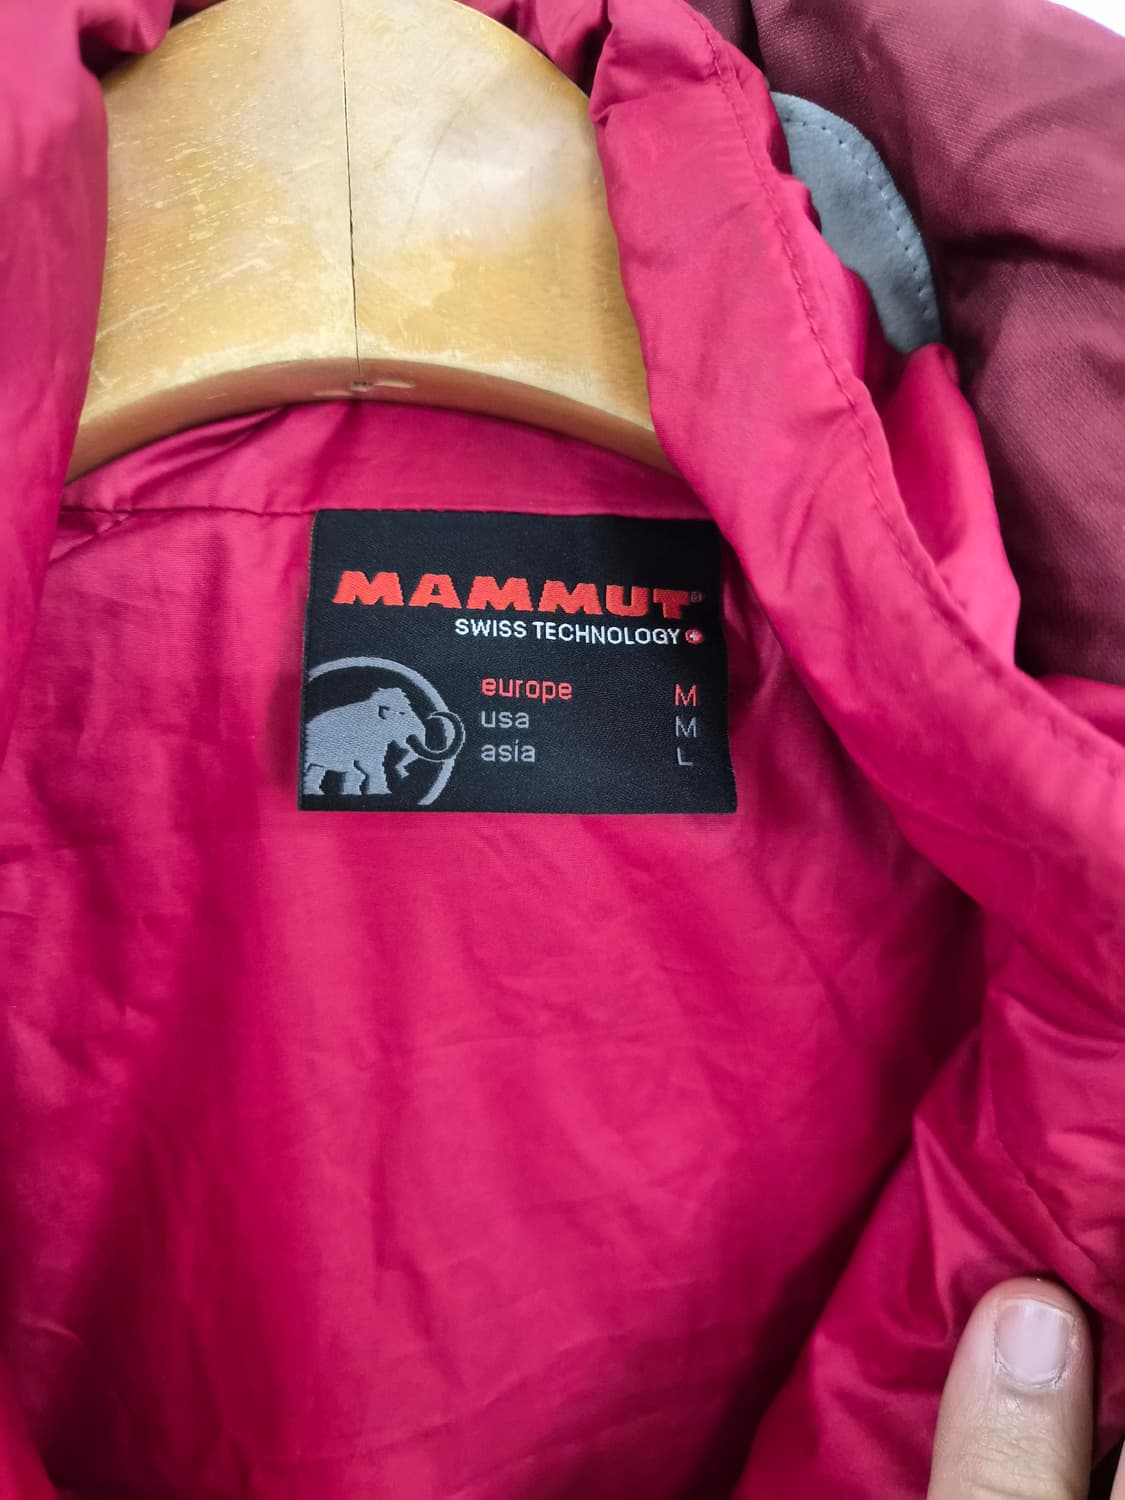 MAMMUT®
SWISS TECHNOLOGY
europe M
usa M
asia L